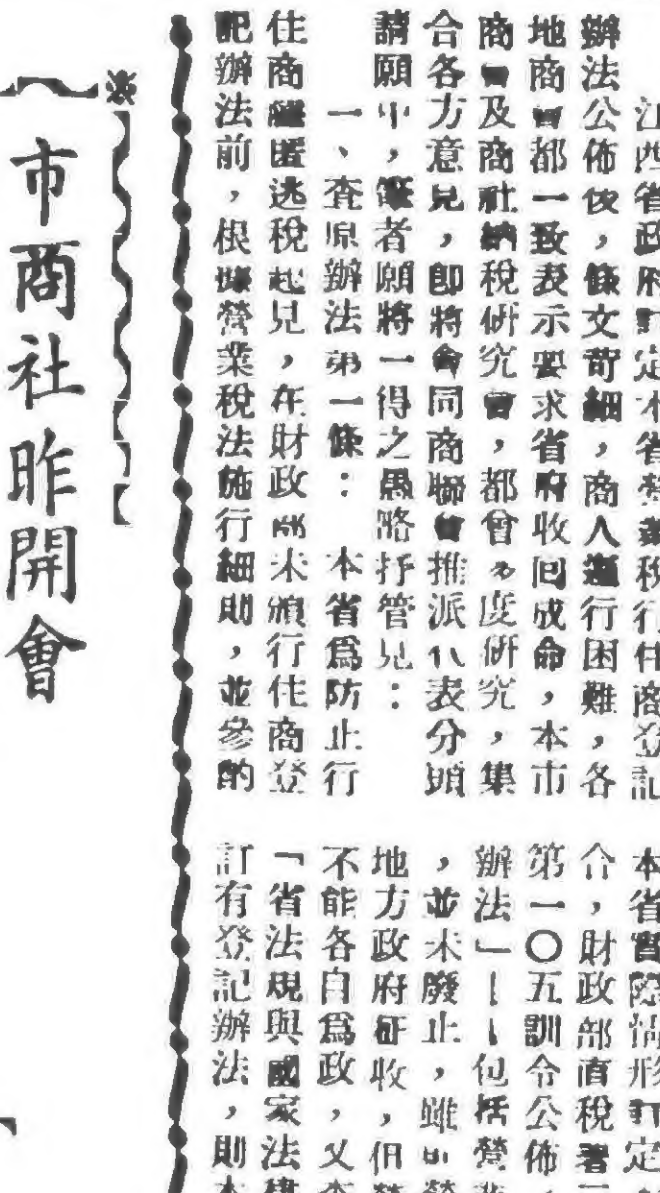 江西省政府訂定本省營業稅行住商登記
辦法公佈後，條文苛細，商人遵行困難，各
地商會都一致表示要求省府收回成命，本市
商會及商社納稅研究會，都曾多度研究，集
合各方意見，即將會同商聯會推派代表分頭
請願中，筆者願將一得之愚略抒管見：
一、查原辦法第一條：　本省爲防止行
住商隱匿逃稅起見，在財政部未頒行住商登
記辦法前，根據營業稅法施行細則，並參酌
本省實際情形訂定
合，財政部直稅署三
第一〇五訓令公佈
辦法」——包括營業
，並未廢止，雖
地方政府征收，但
不能各自爲政，又查
「省法規與國家法律
訂有登記辦法，則本
市商社昨開會